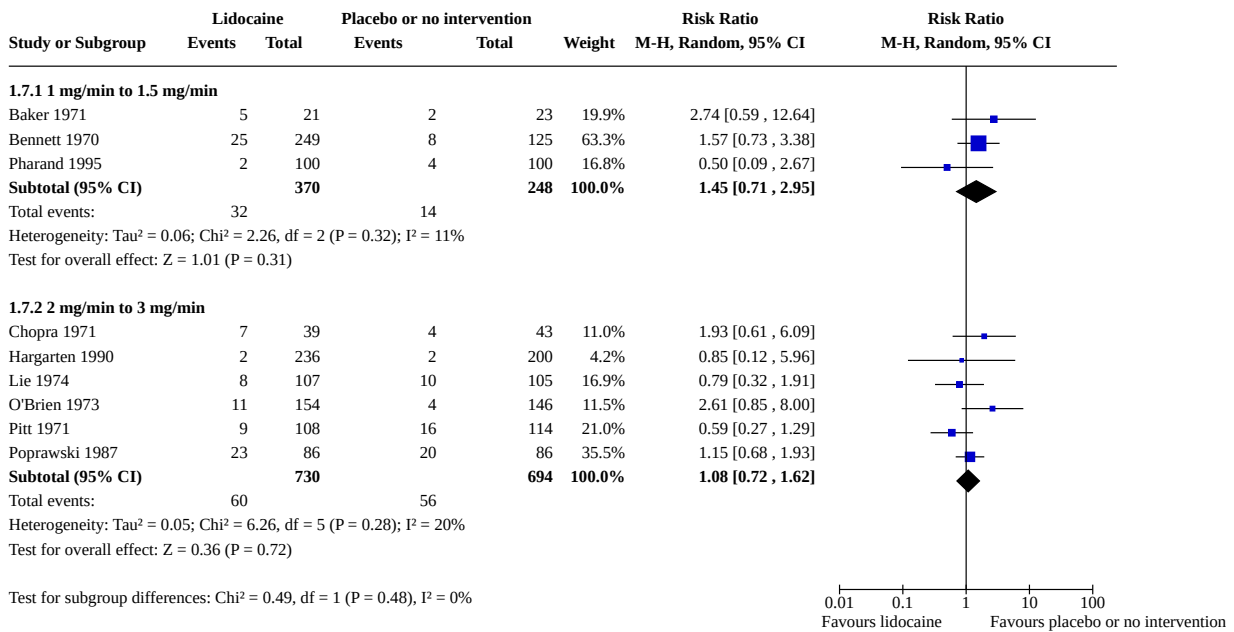 Lidocaine Placebo or no intervention Risk Ratio Risk Ratio
Study or Subgroup Events Total Events Total Weight M-H, Random, 95% CI M-H, Random, 95% CI
1.7.1 1 mg/min to 1.5 mg/min
Baker 1971 5 21 2 23 19.9% 2.74 [0.59 , 12.64]
Bennett 1970 25 249 8 125 63.3% 1.57 [0.73 , 3.38]
Pharand 1995 2 100 4 100 16.8% 0.50 [0.09 , 2.67]
Subtotal (95% CI) 370 248 100.0% 1.45 [0.71 , 2.95]
Total events: 32 14
Heterogeneity: Tau² = 0.06; Chi² = 2.26, df = 2 (P = 0.32); I² = 11%
Test for overall effect: Z = 1.01 (P = 0.31)
1.7.2 2 mg/min to 3 mg/min
Chopra 1971 7 39 4 43 11.0% 1.93 [0.61 , 6.09]
Hargarten 1990 2 236 2 200 4.2% 0.85 [0.12 , 5.96]
Lie 1974 8 107 10 105 16.9% 0.79 [0.32 , 1.91]
O'Brien 1973 11 154 4 146 11.5% 2.61 [0.85 , 8.00]
Pitt 1971 9 108 16 114 21.0% 0.59 [0.27 , 1.29]
Poprawski 1987 23 86 20 86 35.5% 1.15 [0.68 , 1.93]
Subtotal (95% CI) 730 694 100.0% 1.08 [0.72 , 1.62]
Total events: 60 56
Heterogeneity: Tau² = 0.05; Chi² = 6.26, df = 5 (P = 0.28); I² = 20%
Test for overall effect: Z = 0.36 (P = 0.72)
Test for subgroup differences: Chi² = 0.49, df = 1 (P = 0.48), I² = 0%
0.01 0.1 1 10 100
Favours lidocaine Favours placebo or no intervention